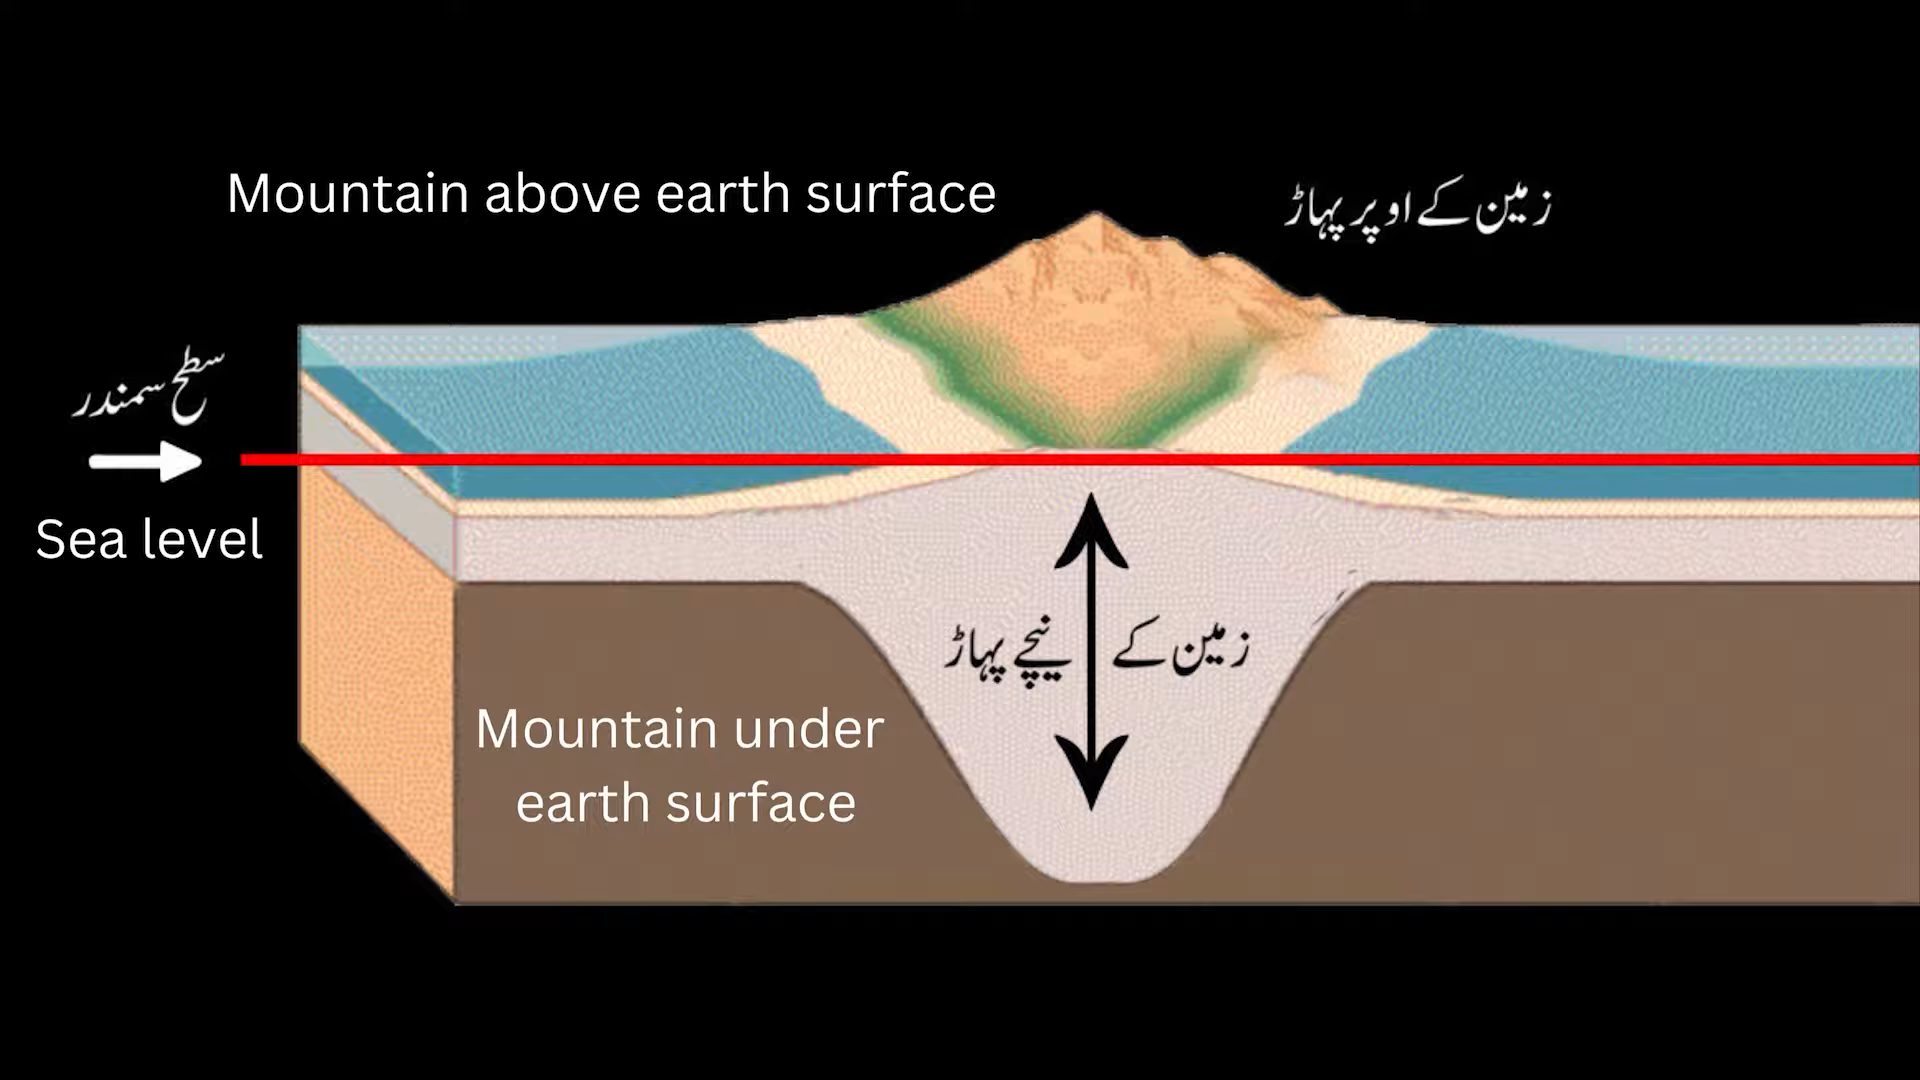 Mountain above earth surface
زمین کے اوپر پہاڑ
سطح سمندر
Sea level
زمین کے نیچے پہاڑ
Mountain under
earth surface